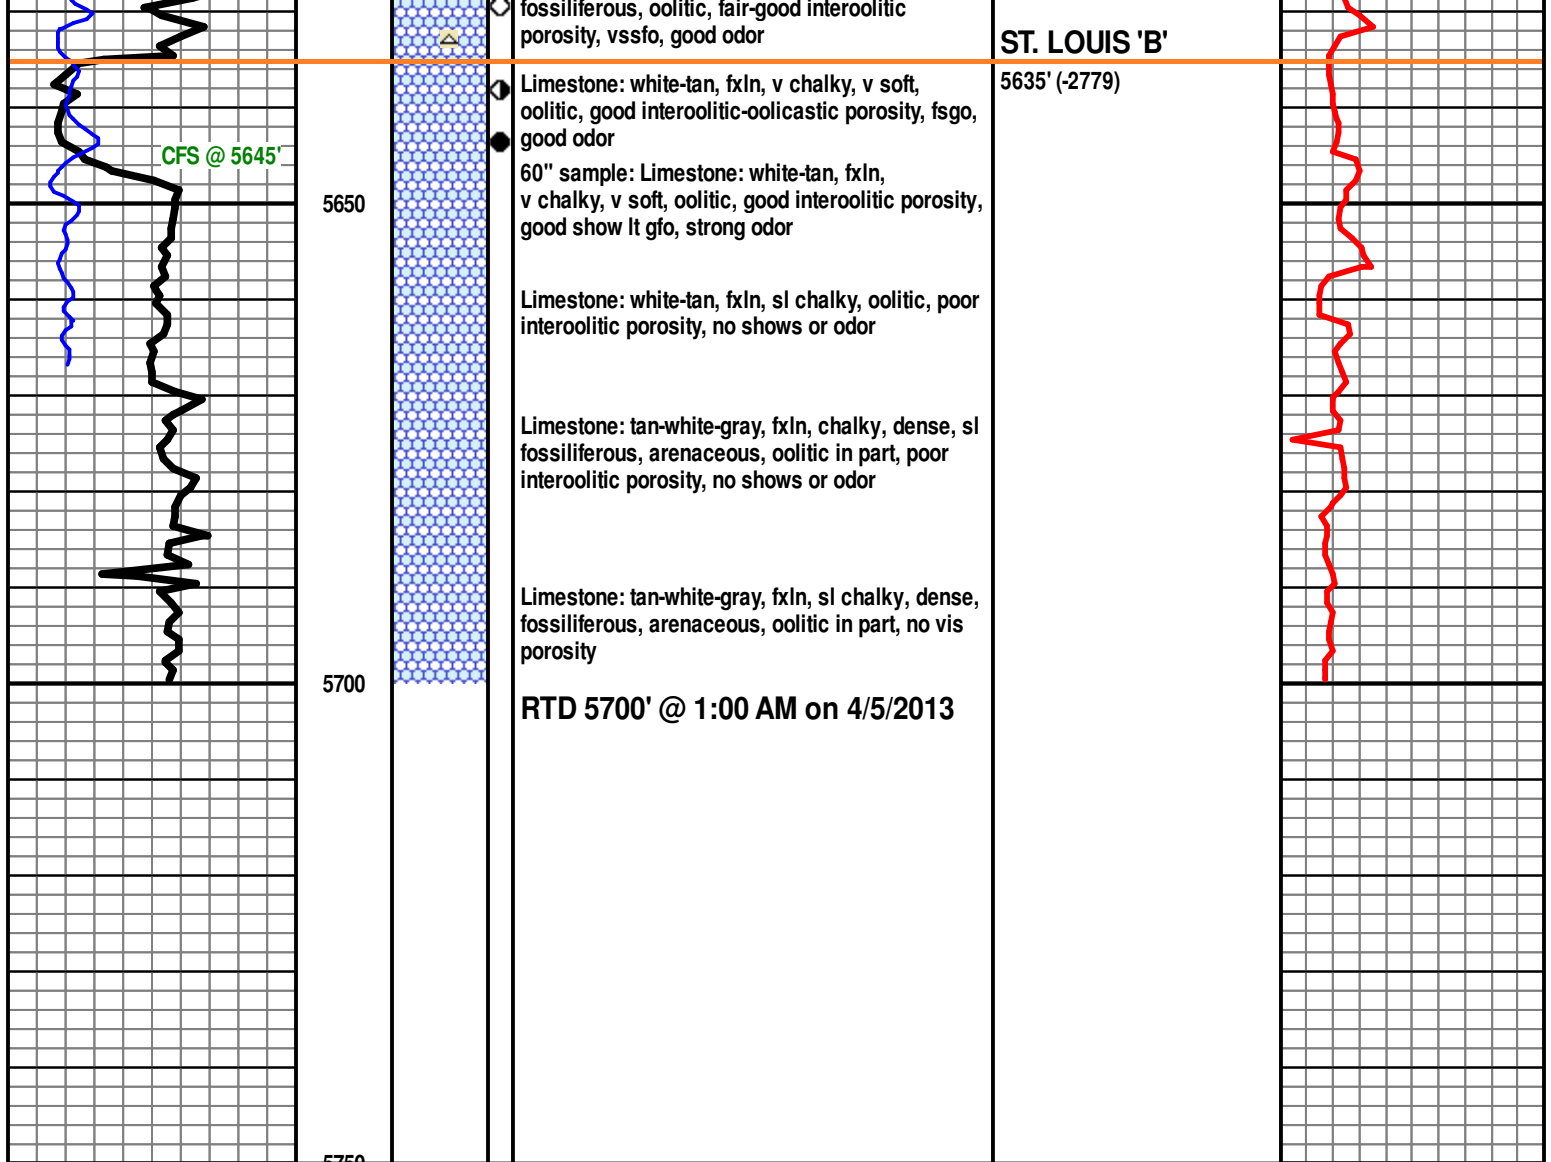 fossiliferous, oolitic, fair-good interoolitic
porosity, vssfo, good odor
ST. LOUIS 'B'
5635' (-2779)
Limestone: white-tan, fxln, v chalky, v soft,
oolitic, good interoolitic-oolicastic porosity, fsgo,
good odor
CFS @ 5645'
60" sample: Limestone: white-tan, fxln,
v chalky, v soft, oolitic, good interoolitic porosity,
good show lt gfo, strong odor
5650
Limestone: white-tan, fxln, sl chalky, oolitic, poor
interoolitic porosity, no shows or odor
Limestone: tan-white-gray, fxln, chalky, dense, sl
fossiliferous, arenaceous, oolitic in part, poor
interoolitic porosity, no shows or odor
Limestone: tan-white-gray, fxln, sl chalky, dense,
fossiliferous, arenaceous, oolitic in part, no vis
porosity
5700
RTD 5700' @ 1:00 AM on 4/5/2013
5750